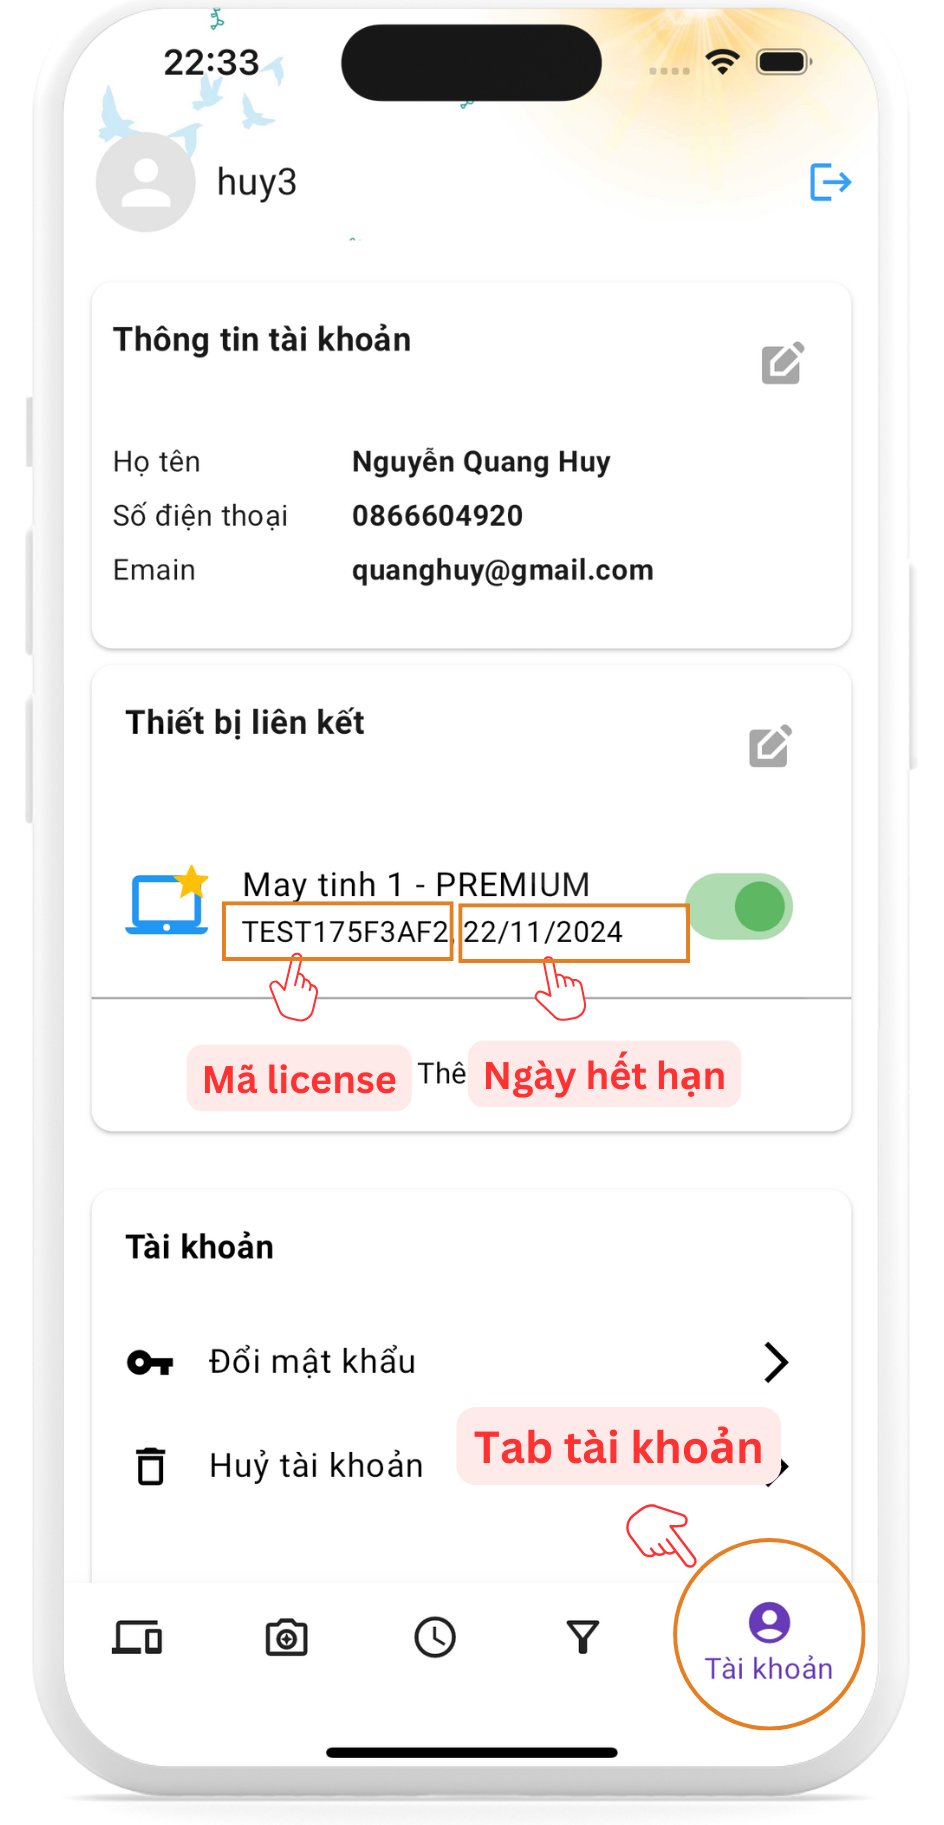 22:33
huy3
Thông tin tài khoản
Họ tên Nguyễn Quang Huy
Số điện thoại 0866604920
Emain quanghuy@gmail.com
Thiết bị liên kết
May tinh 1 - PREMIUM
TEST175F3AF2, 22/11/2024
Mã license Thê Ngày hết hạn
Tài khoản
Đổi mật khẩu
Tab tài khoản
Huỷ tài khoản
Tài khoản